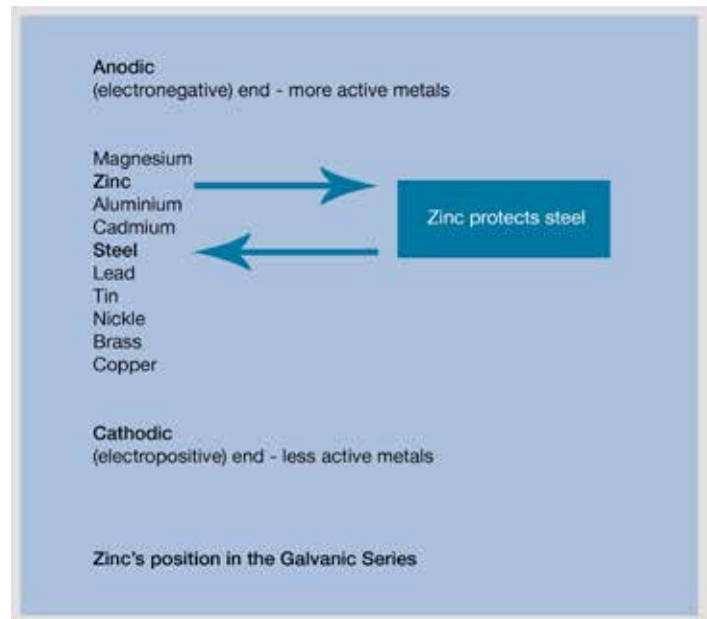 Anodic
(electronegative) end - more active metals
Magnesium
Zinc
Aluminium
Cadmium
Steel
Lead
Tin
Nickle
Brass
Copper
Zinc protects steel
Cathodic
(electropositive) end - less active metals
Zinc's position in the Galvanic Series